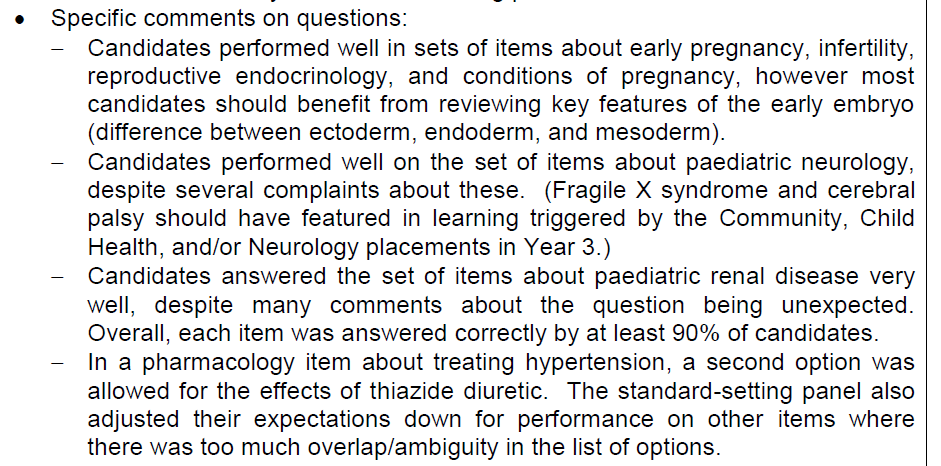 • Specific comments on questions:
– Candidates performed well in sets of items about early pregnancy, infertility,
reproductive endocrinology, and conditions of pregnancy, however most
candidates should benefit from reviewing key features of the early embryo
(difference between ectoderm, endoderm, and mesoderm).
– Candidates performed well on the set of items about paediatric neurology,
despite several complaints about these. (Fragile X syndrome and cerebral
palsy should have featured in learning triggered by the Community, Child
Health, and/or Neurology placements in Year 3.)
– Candidates answered the set of items about paediatric renal disease very
well, despite many comments about the question being unexpected.
Overall, each item was answered correctly by at least 90% of candidates.
– In a pharmacology item about treating hypertension, a second option was
allowed for the effects of thiazide diuretic. The standard-setting panel also
adjusted their expectations down for performance on other items where
there was too much overlap/ambiguity in the list of options.